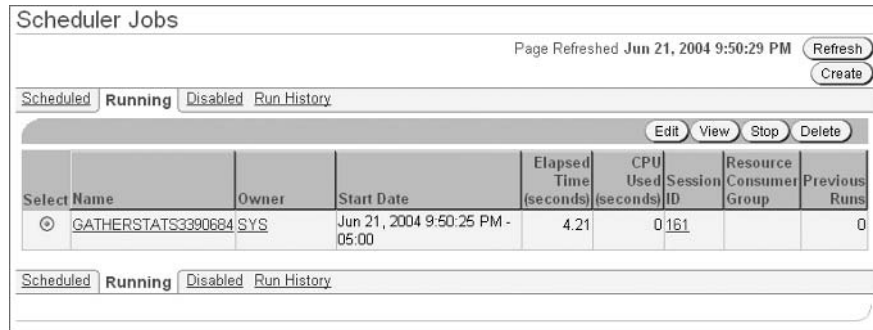 Scheduler Jobs
Page Refreshed Jun 21, 2004 9:50:29 PM Refresh
Create
Scheduled Running Disabled Run History
Edit View Stop Delete
Select Name Owner Start Date Elapsed Time (seconds) CPU Used (seconds) Session ID Resource Consumer Group Previous Runs
GATHERSTATS3390684 SYS Jun 21, 2004 9:50:25 PM - 05:00 4.21 0 161 0
Scheduled Running Disabled Run History